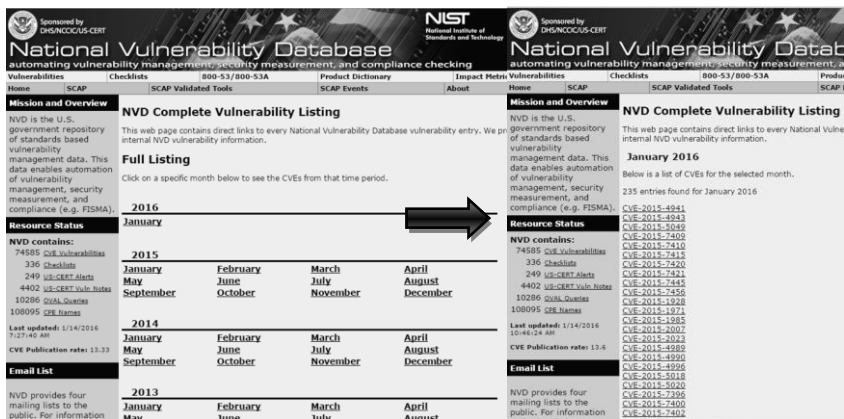 Sponsored by
DHS/NCCIC/US-CERT
NIST
National Institute of
Standards and Technology
National Vulnerability Database
automating vulnerability management, security measurement, and compliance checking
Vulnerabilities Checklists 800-53/800-53A Product Dictionary Impact Metri
Home SCAP SCAP Validated Tools SCAP Events About
Mission and Overview
NVD is the U.S.
government repository
of standards based
vulnerability
management data. This
data enables automation
of vulnerability
management, security
measurement, and
compliance (e.g. FISMA).
Resource Status
NVD contains:
74585 CVE Vulnerabilities
336 Checklists
249 US-CERT Alerts
4402 US-CERT Vuln Notes
10286 OVAL Queries
108095 CPE Names
Last updated: 1/14/2016
7:27:40 AM
CVE Publication rate: 13.33
Email List
NVD provides four
mailing lists to the
public. For information
NVD Complete Vulnerability Listing
This web page contains direct links to every National Vulnerability Database vulnerability entry. We pr
internal NVD vulnerability information.
Full Listing
Click on a specific month below to see the CVEs from that time period.
2016
January
2015
January February March April
May June July August
September October November December
2014
January February March April
May June July August
September October November December
2013
January February March April
May June July August
Sponsored by
DHS/NCCIC/US-CERT
National Vulnerability Datab
automating vulnerability management, security measurement, a
Vulnerabilities Checklists 800-53/800-53A Produ
Home SCAP SCAP Validated Tools SCAP
Mission and Overview
NVD is the U.S.
government repository
of standards based
vulnerability
management data. This
data enables automation
of vulnerability
management, security
measurement, and
compliance (e.g. FISMA).
Resource Status
NVD contains:
74585 CVE Vulnerabilities
336 Checklists
249 US-CERT Alerts
4402 US-CERT Vuln Notes
10286 OVAL Queries
108095 CPE Names
Last updated: 1/14/2016
10:46:24 AM
CVE Publication rate: 13.6
Email List
NVD provides four
mailing lists to the
public. For information
NVD Complete Vulnerability Listing
This web page contains direct links to every National Vulne
internal NVD vulnerability information.
January 2016
Below is a list of CVEs for the selected month.
235 entries found for January 2016
CVE-2015-4941
CVE-2015-4943
CVE-2015-5049
CVE-2015-7409
CVE-2015-7410
CVE-2015-7415
CVE-2015-7420
CVE-2015-7421
CVE-2015-7445
CVE-2015-7456
CVE-2015-1928
CVE-2015-1971
CVE-2015-1985
CVE-2015-2007
CVE-2015-2023
CVE-2015-4989
CVE-2015-4990
CVE-2015-4996
CVE-2015-5018
CVE-2015-5020
CVE-2015-7396
CVE-2015-7400
CVE-2015-7402